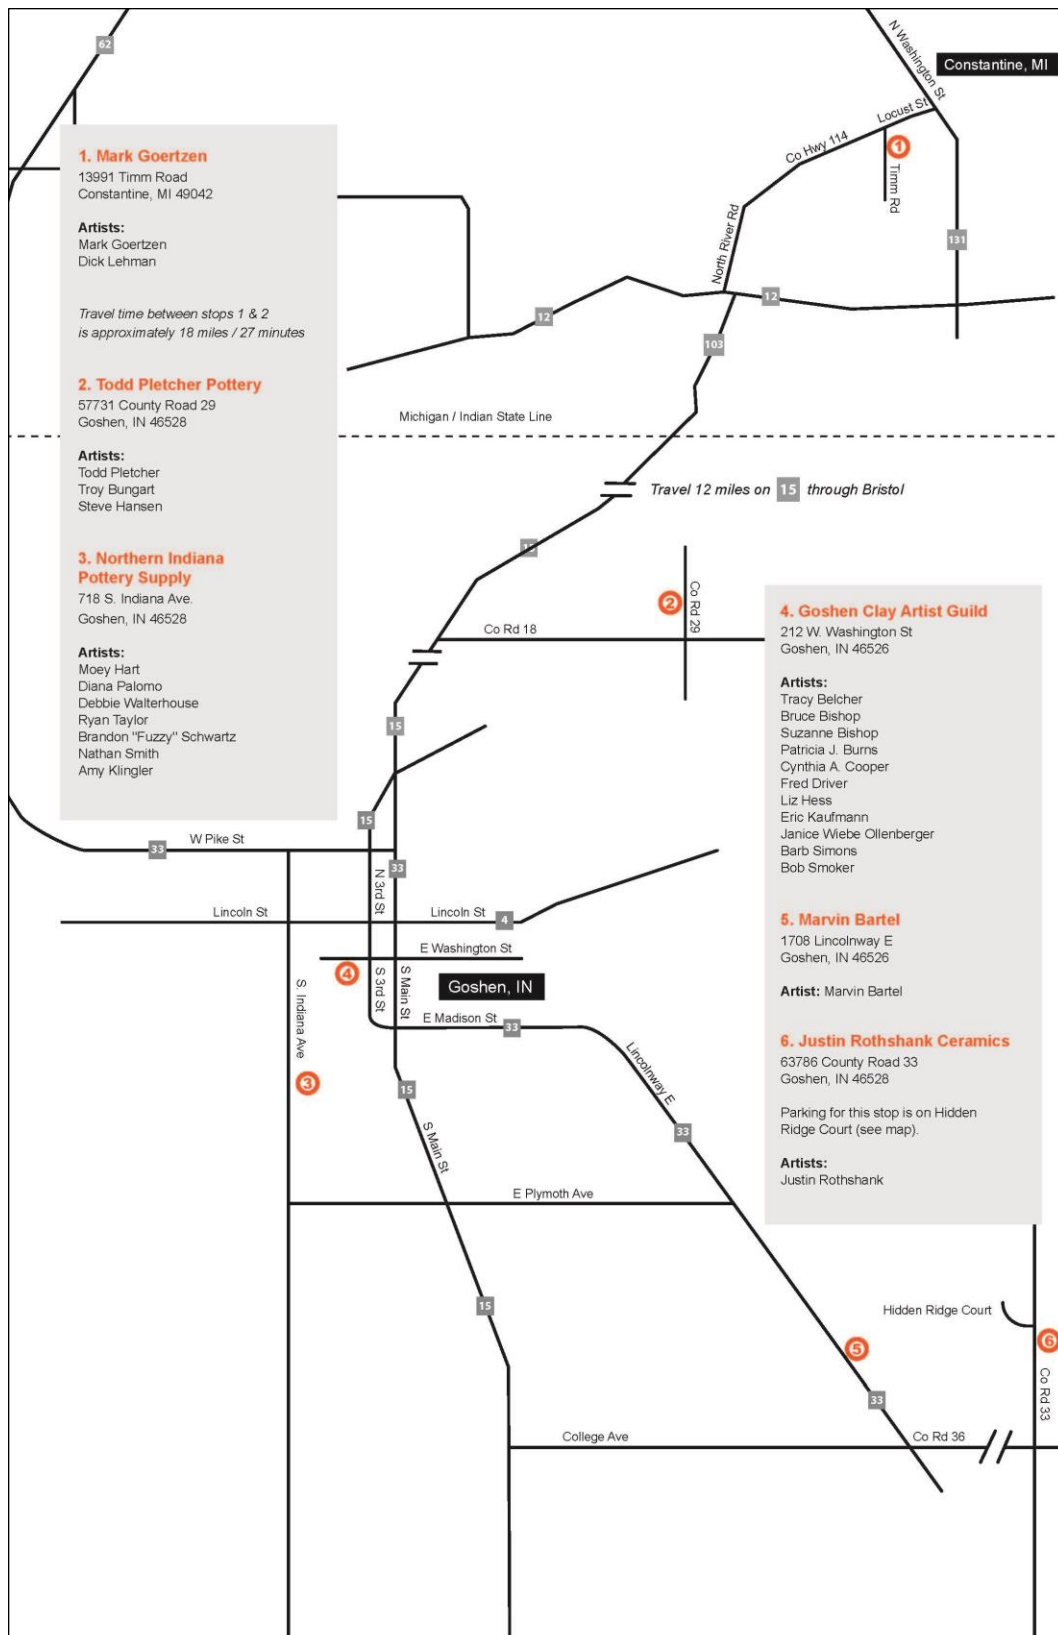 62
N Washington St
Constantine, MI
Locust St
Co Hwy 114
1
Timm Rd
131
North River Rd
12
12
103
1. Mark Goertzen
13991 Timm Road
Constantine, MI 49042
Artists:
Mark Goertzen
Dick Lehman
Travel time between stops 1 & 2
is approximately 18 miles / 27 minutes
2. Todd Pletcher Pottery
57731 County Road 29
Goshen, IN 46528
Artists:
Todd Pletcher
Troy Bungart
Steve Hansen
3. Northern Indiana
Pottery Supply
718 S. Indiana Ave.
Goshen, IN 46528
Artists:
Moey Hart
Diana Palomo
Debbie Walterhouse
Ryan Taylor
Brandon "Fuzzy" Schwartz
Nathan Smith
Amy Klingler
Michigan / Indian State Line
Travel 12 miles on 15 through Bristol
15
2
Co Rd 29
Co Rd 18
15
15
4. Goshen Clay Artist Guild
212 W. Washington St
Goshen, IN 46526
Artists:
Tracy Belcher
Bruce Bishop
Suzanne Bishop
Patricia J. Burns
Cynthia A. Cooper
Fred Driver
Liz Hess
Eric Kaufmann
Janice Wiebe Ollenberger
Barb Simons
Bob Smoker
5. Marvin Bartel
1708 Lincolnway E
Goshen, IN 46526
Artist: Marvin Bartel
6. Justin Rothshank Ceramics
63786 County Road 33
Goshen, IN 46528
Parking for this stop is on Hidden
Ridge Court (see map).
Artists:
Justin Rothshank
W Pike St
33
33
N 3rd St
Lincoln St
Lincoln St
4
E Washington St
4
S 3rd St
S Main St
Goshen, IN
S. Indiana Ave
E Madison St
33
3
15
Lincolnway E
33
S Main St
E Plymoth Ave
15
Hidden Ridge Court
5
6
33
Co Rd 33
College Ave
Co Rd 36